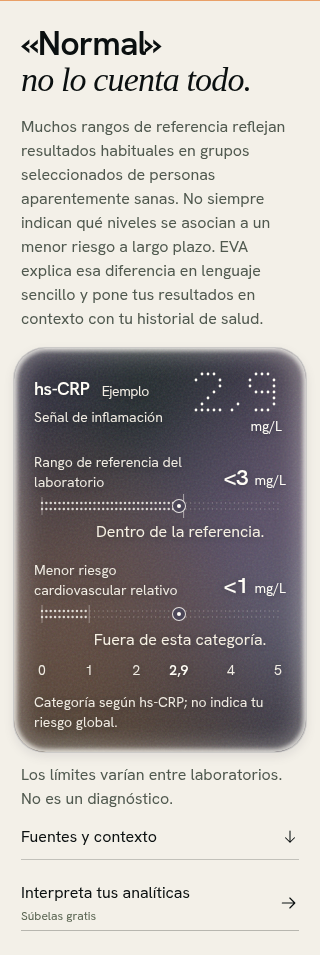 «Normal»
no lo cuenta todo.
Muchos rangos de referencia reflejan
resultados habituales en grupos
seleccionados de personas
aparentemente sanas. No siempre
indican qué niveles se asocian a un
menor riesgo a largo plazo. EVA
explica esa diferencia en lenguaje
sencillo y pone tus resultados en
contexto con tu historial de salud.
hs-CRP Ejemplo
2,9
Señal de inflamación
mg/L
Rango de referencia del
laboratorio
<3 mg/L
Dentro de la referencia.
Menor riesgo
cardiovascular relativo
<1 mg/L
Fuera de esta categoría.
0 1 2 2,9 4 5
Categoría según hs-CRP; no indica tu
riesgo global.
Los límites varían entre laboratorios.
No es un diagnóstico.
Fuentes y contexto ↓
Interpreta tus analíticas →
Súbelas gratis